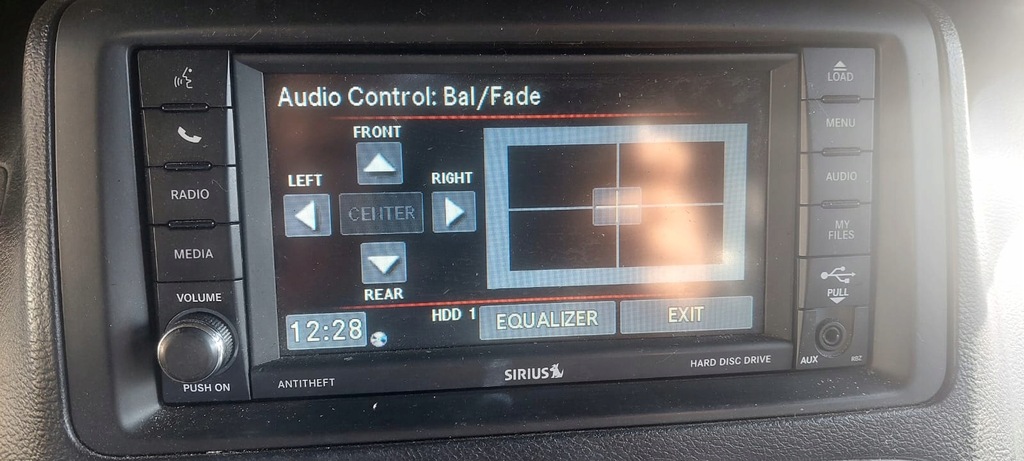 LOAD
MENU
AUDIO
MY
FILES
PULL
AUX
RBZ
RADIO
MEDIA
VOLUME
PUSH ON
Audio Control: Bal/Fade
FRONT
LEFT
RIGHT
CENTER
REAR
HDD 1
12:28
EQUALIZER
EXIT
ANTITHEFT
SIRIUS
HARD DISC DRIVE